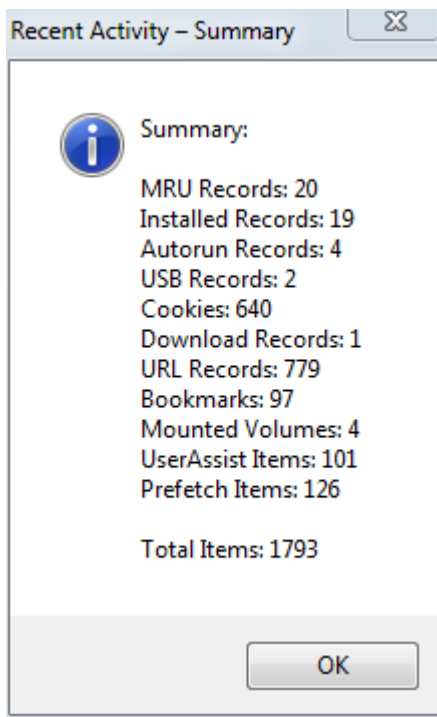 Recent Activity – Summary
Summary:
MRU Records: 20
Installed Records: 19
Autorun Records: 4
USB Records: 2
Cookies: 640
Download Records: 1
URL Records: 779
Bookmarks: 97
Mounted Volumes: 4
UserAssist Items: 101
Prefetch Items: 126
Total Items: 1793
OK